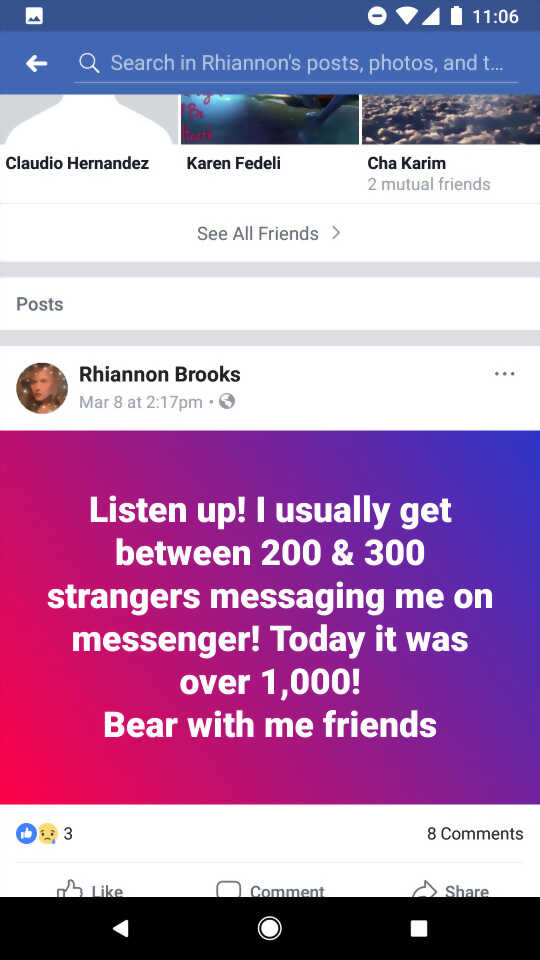 11:06
Search in Rhiannon's posts, photos, and t...
Claudio Hernandez
Karen Fedeli
Cha Karim
2 mutual friends
See All Friends
Posts
Rhiannon Brooks
Mar 8 at 2:17pm •
Listen up! I usually get
between 200 & 300
strangers messaging me on
messenger! Today it was
over 1,000!
Bear with me friends
3
8 Comments
Like
Comment
Share